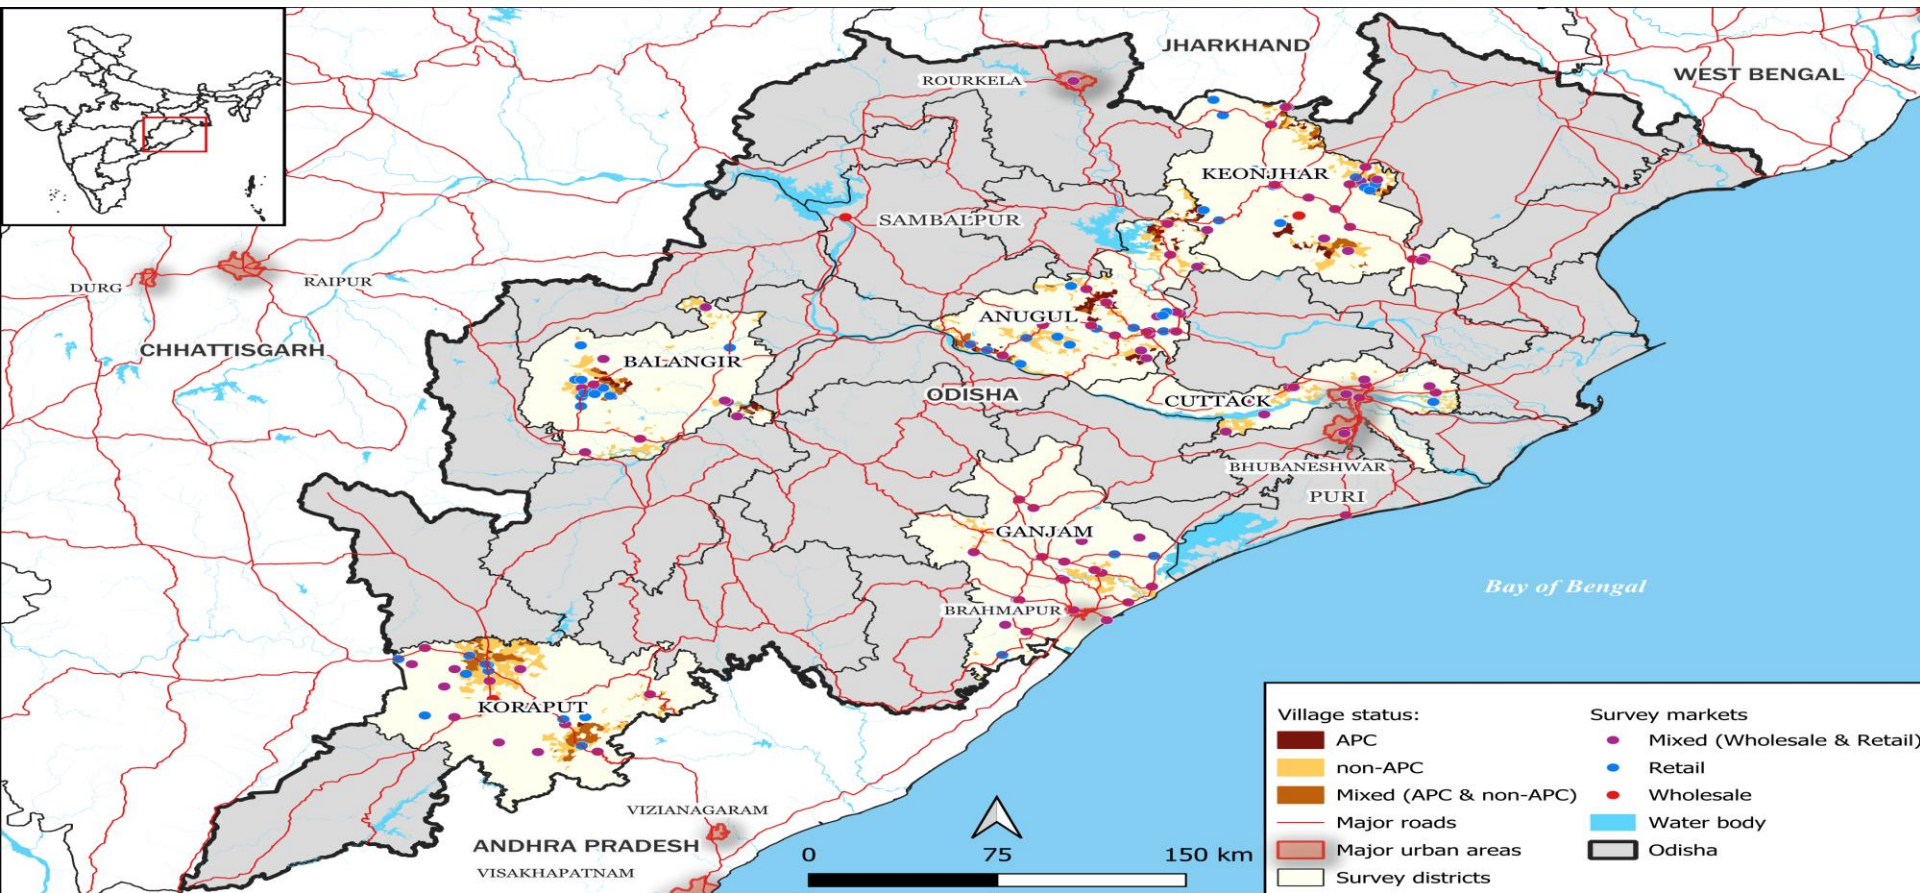 JHARKHAND
WEST BENGAL
ROURKELA
KEONJHAR
SAMBALPUR
DURG
RAIPUR
ANUGUL
CHHATTISGARH
BALANGIR
ODISHA
CUTTACK
BHUBANESHWAR
PURI
GANJAM
Bay of Bengal
BRAHMAPUR
KORAPUT
VIZIANAGARAM
ANDHRA PRADESH
VISAKHAPATNAM
0 75 150 km
Village status:
APC
non-APC
Mixed (APC & non-APC)
Major roads
Major urban areas
Survey districts
Survey markets
Mixed (Wholesale & Retail)
Retail
Wholesale
Water body
Odisha